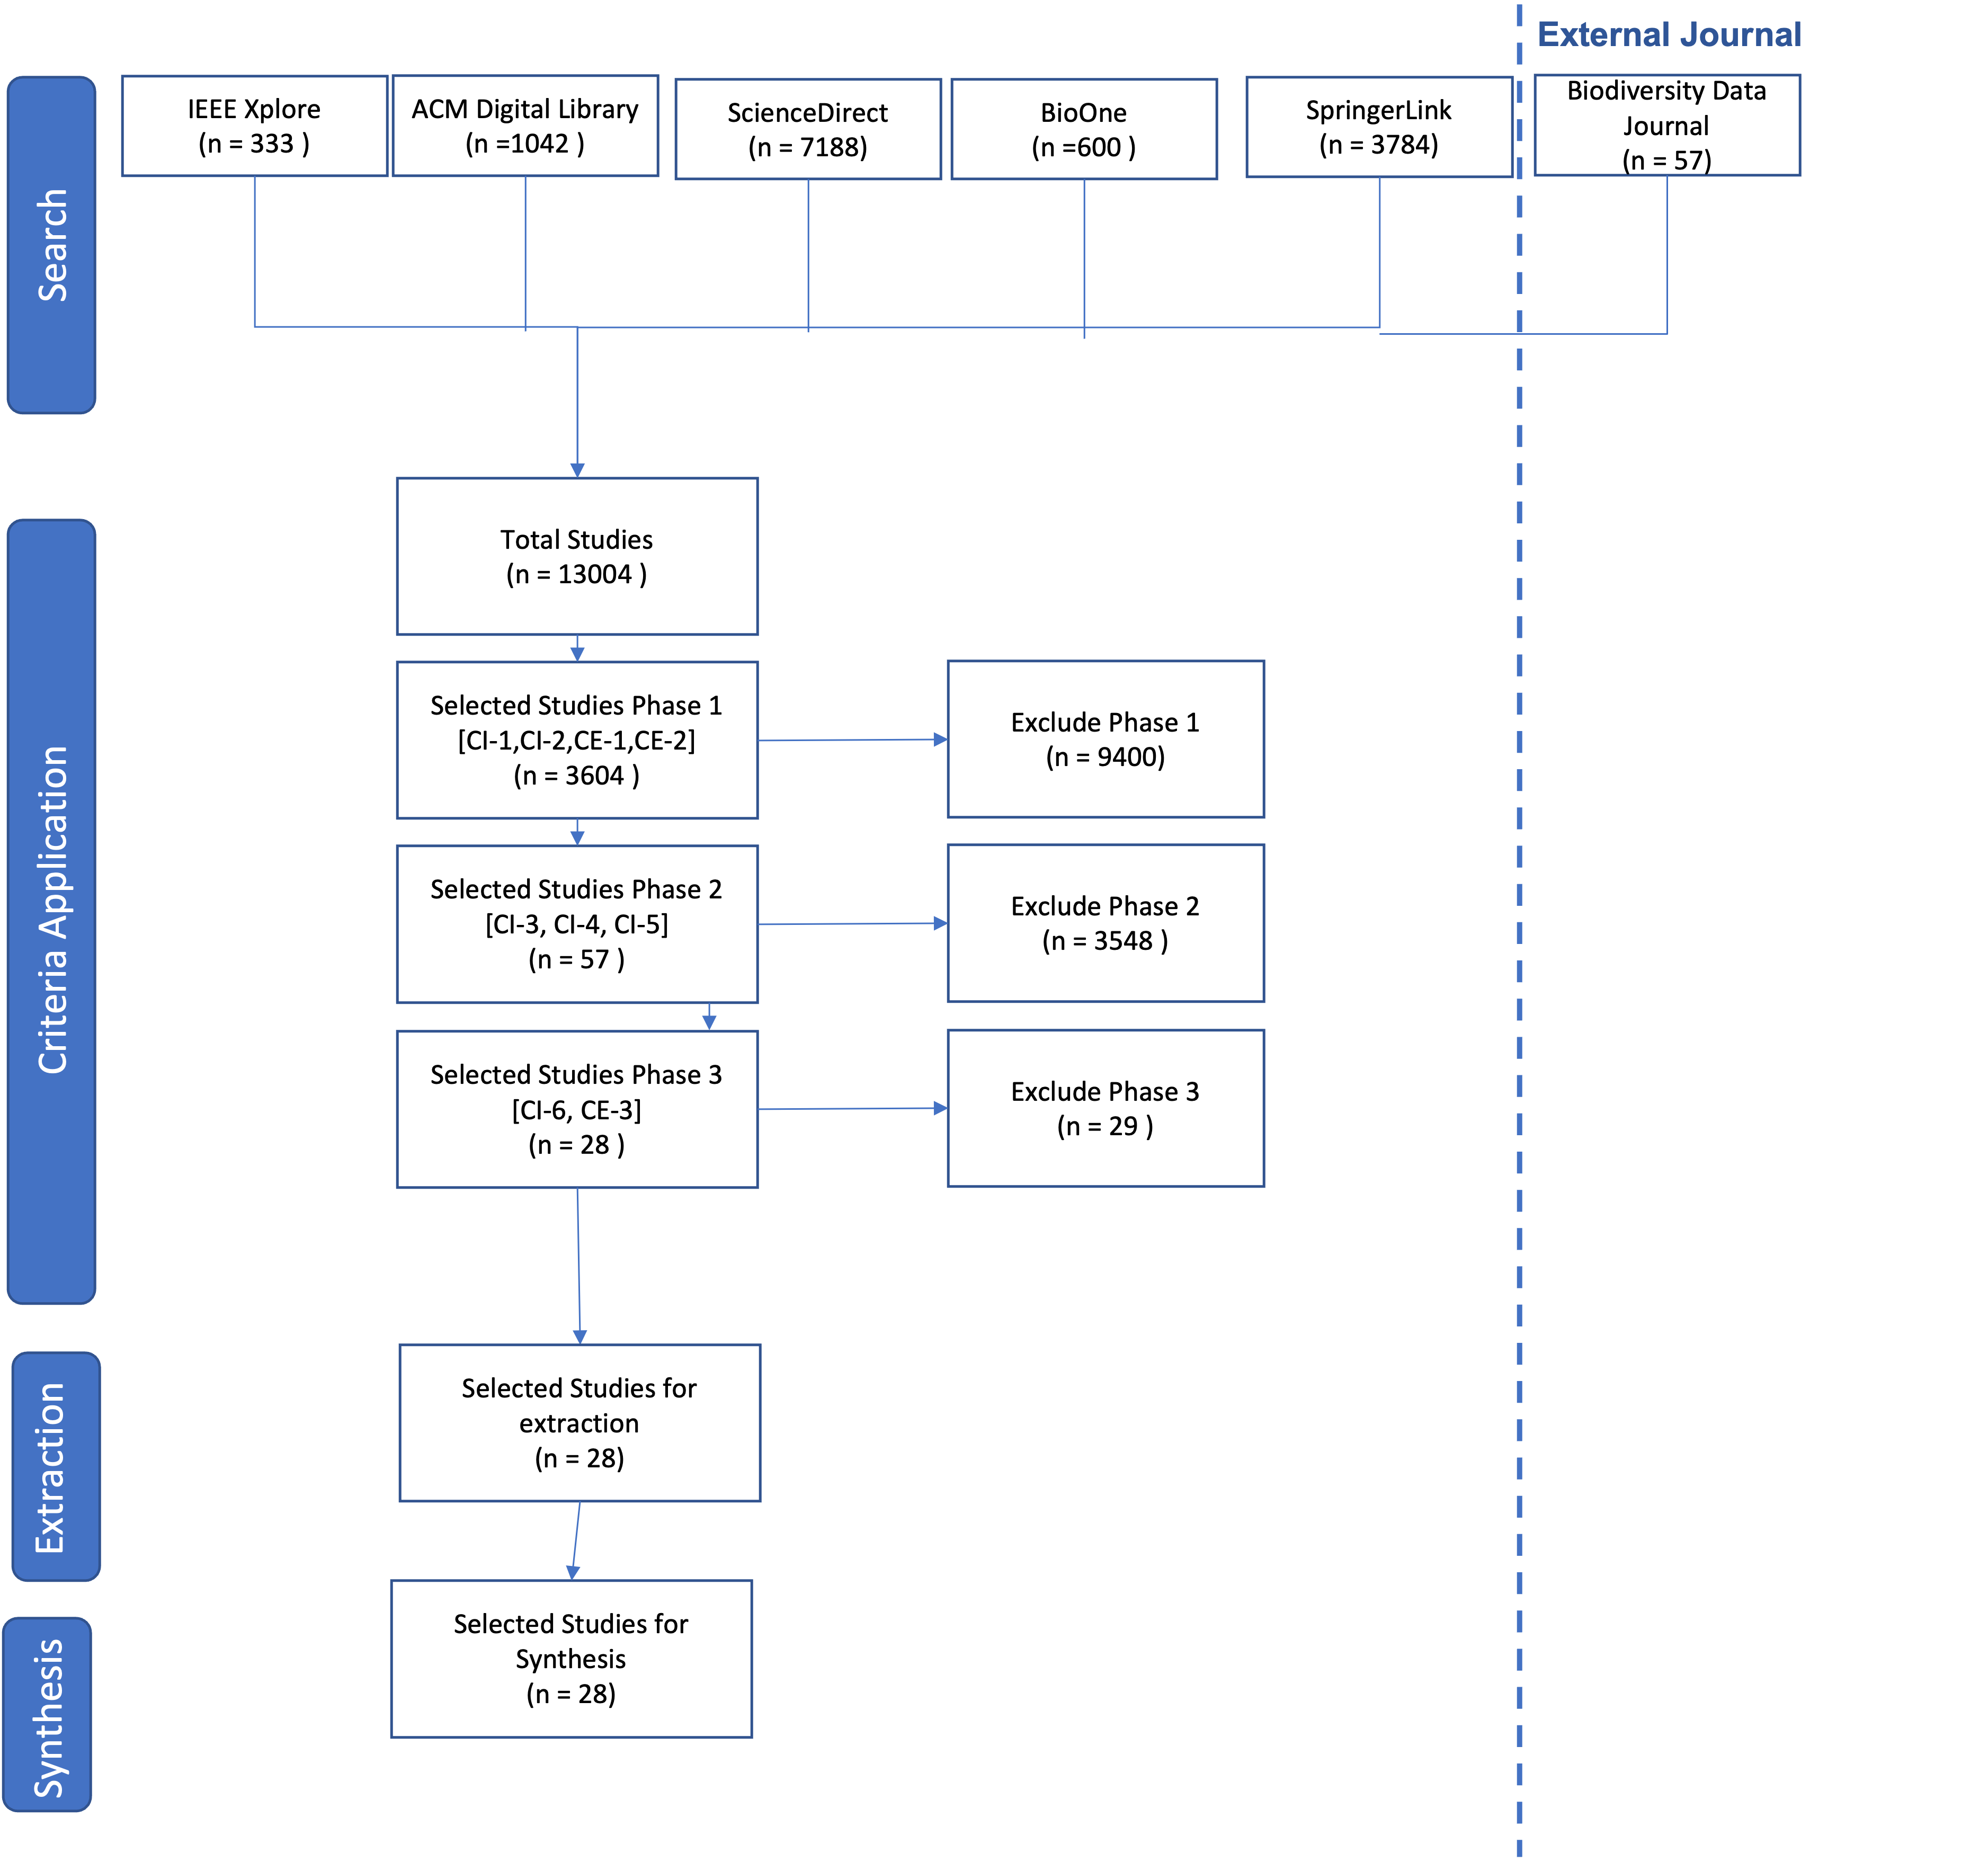 External Journal
Search
IEEE Xplore
(n = 333 )
ACM Digital Library
(n =1042 )
ScienceDirect
(n = 7188)
BioOne
(n =600 )
SpringerLink
(n = 3784)
Biodiversity Data
Journal
(n = 57)
Criteria Application
Total Studies
(n = 13004 )
Selected Studies Phase 1
[CI-1,CI-2,CE-1,CE-2]
(n = 3604 )
Exclude Phase 1
(n = 9400)
Selected Studies Phase 2
[CI-3, CI-4, CI-5]
(n = 57 )
Exclude Phase 2
(n = 3548 )
Selected Studies Phase 3
[CI-6, CE-3]
(n = 28 )
Exclude Phase 3
(n = 29 )
Extraction
Selected Studies for
extraction
(n = 28)
Synthesis
Selected Studies for
Synthesis
(n = 28)